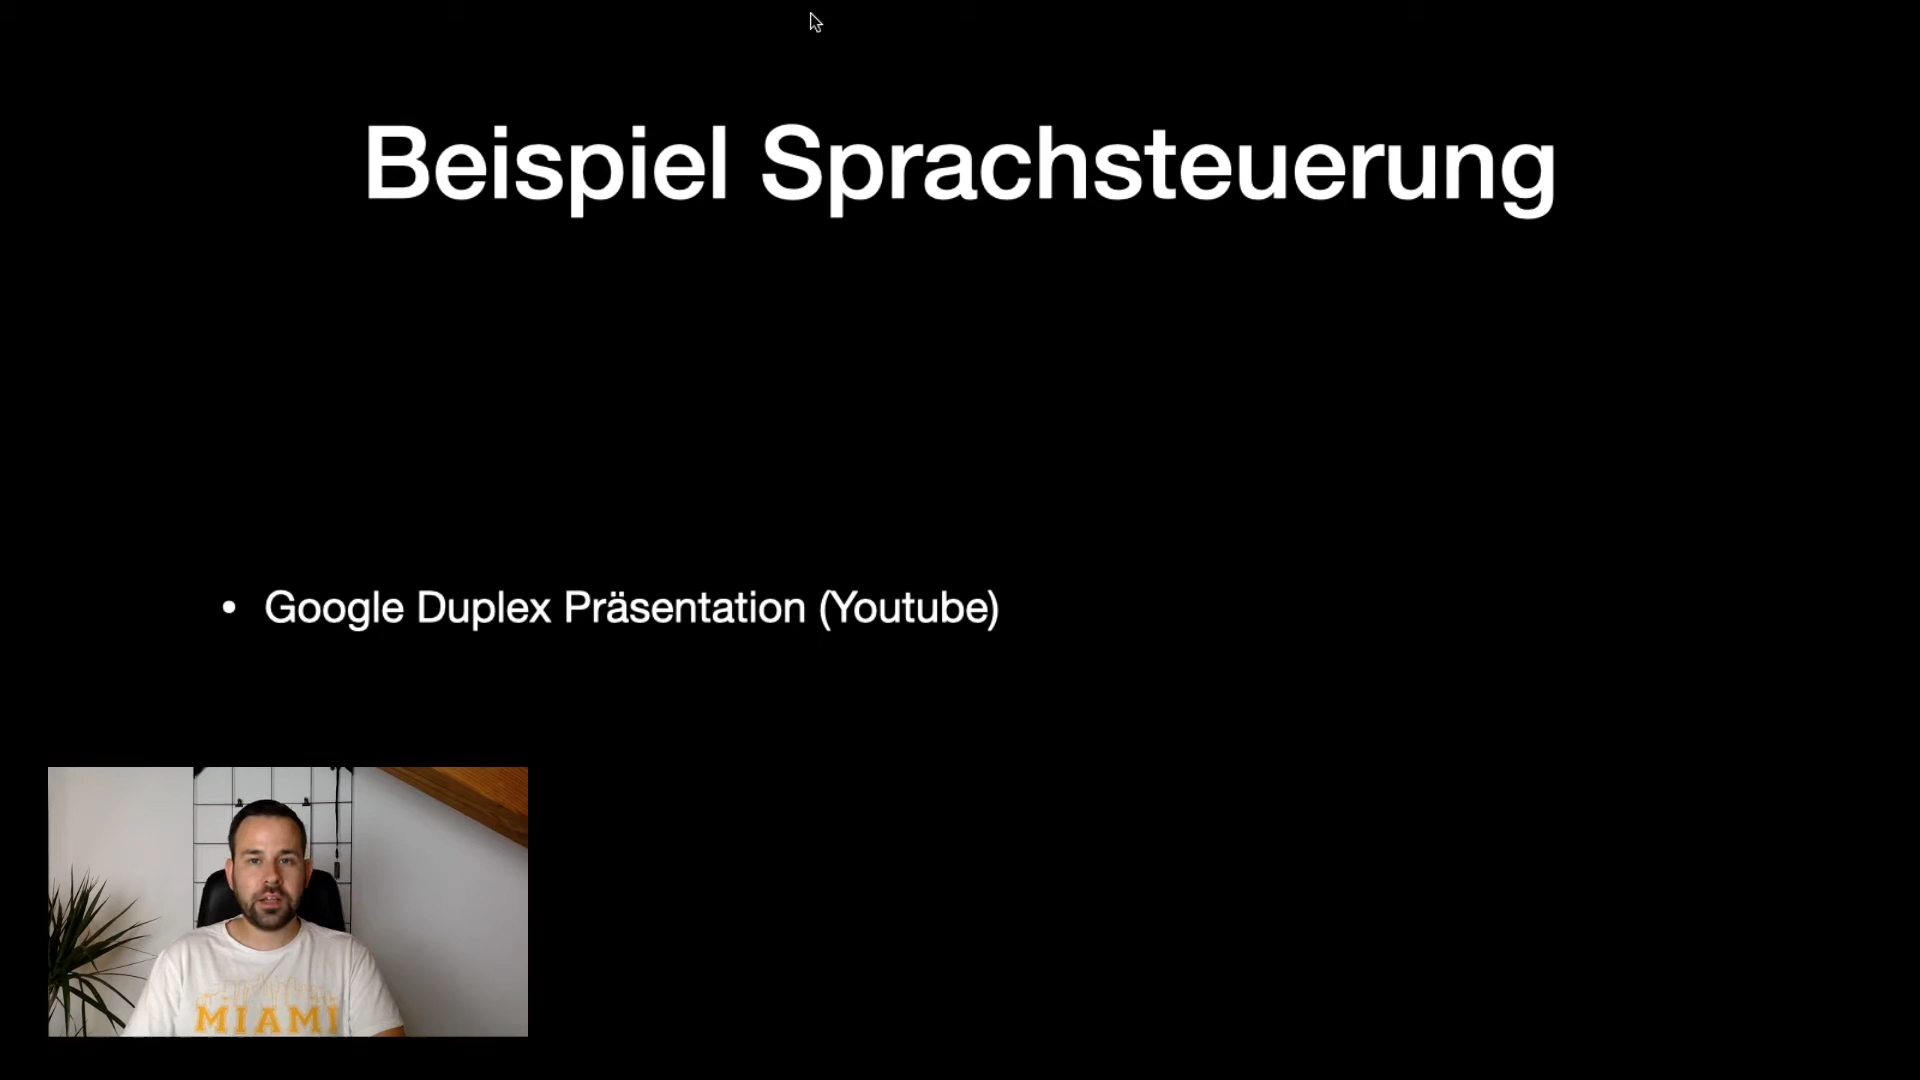 Beispiel Sprachsteuerung
• Google Duplex Präsentation (Youtube)
MIAMI